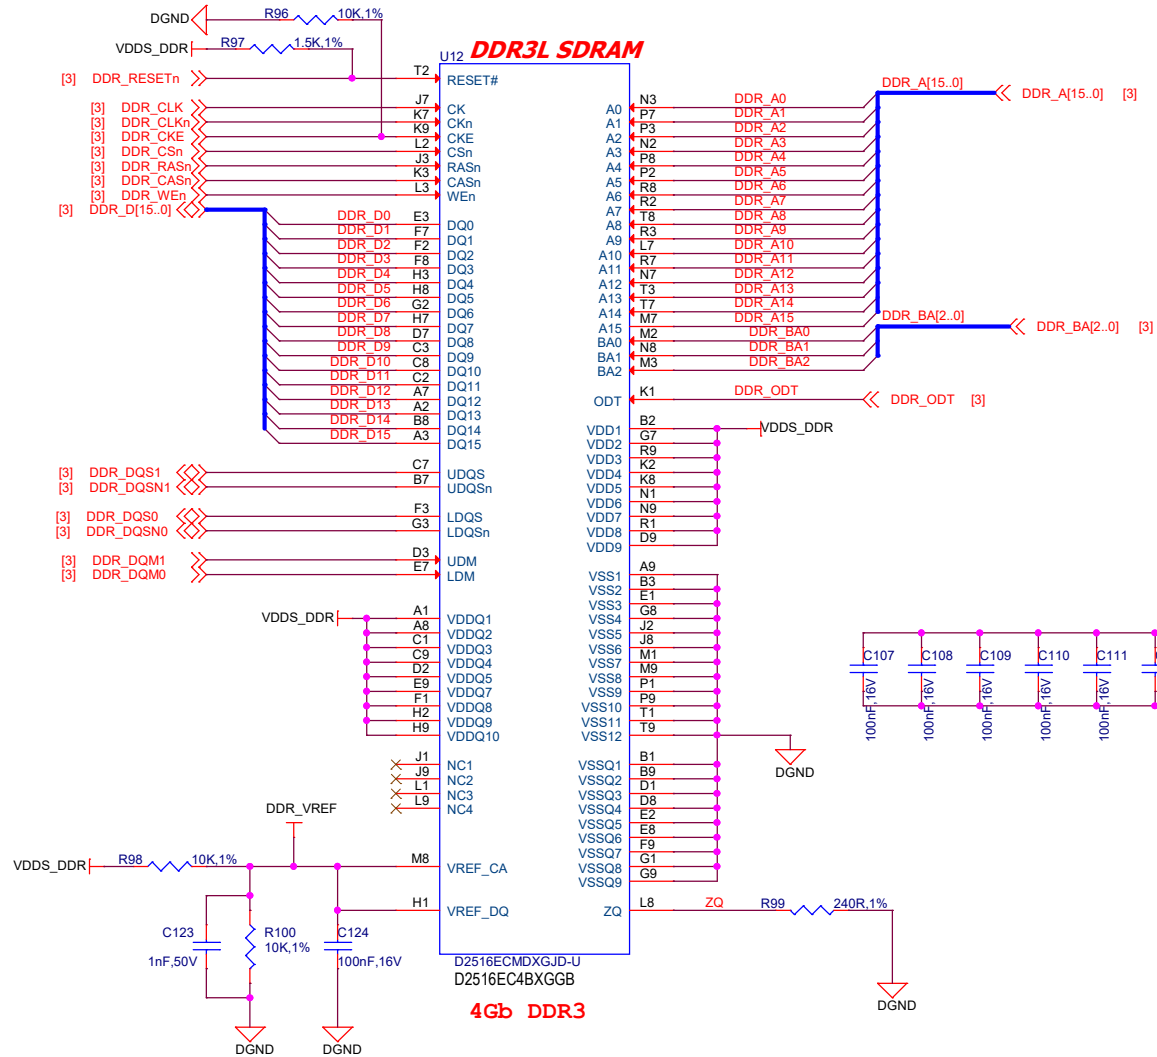 DGND
R96
10K,1%
VDDS_DDR
R97
1.5K,1%
DDR3L SDRAM
U12
[3] DDR_RESETn T2 RESET#
[3] DDR_CLK J7 CK
[3] DDR_CLKn K7 CKn
[3] DDR_CKE K9 CKE
[3] DDR_CSn L2 CSn
[3] DDR_RASn J3 RASn
[3] DDR_CASn K3 CASn
[3] DDR_WEn L3 WEn
[3] DDR_D[15..0]
DDR_D0 E3 DQ0
DDR_D1 F7 DQ1
DDR_D2 F2 DQ2
DDR_D3 F8 DQ3
DDR_D4 H3 DQ4
DDR_D5 H8 DQ5
DDR_D6 G2 DQ6
DDR_D7 H7 DQ7
DDR_D8 D7 DQ8
DDR_D9 C3 DQ9
DDR_D10 C8 DQ10
DDR_D11 C2 DQ11
DDR_D12 A7 DQ12
DDR_D13 A2 DQ13
DDR_D14 B8 DQ14
DDR_D15 A3 DQ15
[3] DDR_DQS1 C7 UDQS
[3] DDR_DQSN1 B7 UDQSn
[3] DDR_DQS0 F3 LDQS
[3] DDR_DQSN0 G3 LDQSn
[3] DDR_DQM1 D3 UDM
[3] DDR_DQM0 E7 LDM
VDDS_DDR
A1 VDDQ1
A8 VDDQ2
C1 VDDQ3
C9 VDDQ4
D2 VDDQ5
E9 VDDQ7
F1 VDDQ8
H2 VDDQ9
H9 VDDQ10
J1 NC1
J9 NC2
L1 NC3
L9 NC4
DDR_VREF
VDDS_DDR
R98
10K,1%
M8 VREF_CA
H1 VREF_DQ
C123
1nF,50V
R100
10K,1%
C124
100nF,16V
DGND
DGND
A0 N3 DDR_A0
A1 P7 DDR_A1
A2 P3 DDR_A2
A3 N2 DDR_A3
A4 P8 DDR_A4
A5 P2 DDR_A5
A6 R8 DDR_A6
A7 R2 DDR_A7
A8 T8 DDR_A8
A9 R3 DDR_A9
A10 L7 DDR_A10
A11 R7 DDR_A11
A12 N7 DDR_A12
A13 T3 DDR_A13
A14 T7 DDR_A14
A15 M7 DDR_A15
DDR_A[15..0]
DDR_A[15..0] [3]
BA0 M2 DDR_BA0
BA1 N8 DDR_BA1
BA2 M3 DDR_BA2
DDR_BA[2..0]
DDR_BA[2..0] [3]
ODT K1 DDR_ODT
DDR_ODT [3]
VDD1 B2
VDDS_DDR
VDD2 G7
VDD3 R9
VDD4 K2
VDD5 K8
VDD6 N1
VDD7 N9
VDD8 R1
VDD9 D9
VSS1 A9
VSS2 B3
VSS3 E1
VSS4 G8
VSS5 J2
VSS6 J8
VSS7 M1
VSS8 M9
VSS9 P1
VSS10 P9
VSS11 T1
VSS12 T9
DGND
VSSQ1 B1
VSSQ2 B9
VSSQ3 D1
VSSQ4 D8
VSSQ5 E2
VSSQ6 E8
VSSQ7 F9
VSSQ8 G1
VSSQ9 G9
ZQ L8 ZQ
R99
240R,1%
DGND
C107
100nF,16V
C108
100nF,16V
C109
100nF,16V
C110
100nF,16V
C111
100nF,16V
D2516ECMDXGJD-U
D2516EC4BXGGB
4Gb DDR3